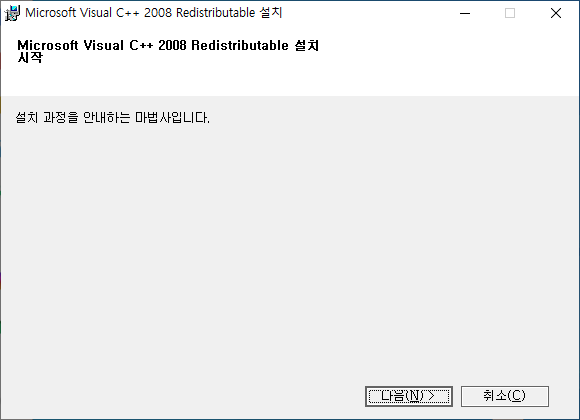 Microsoft Visual C++ 2008 Redistributable 설치
Microsoft Visual C++ 2008 Redistributable 설치
시작
설치 과정을 안내하는 마법사입니다.
다음(N) >
취소(C)